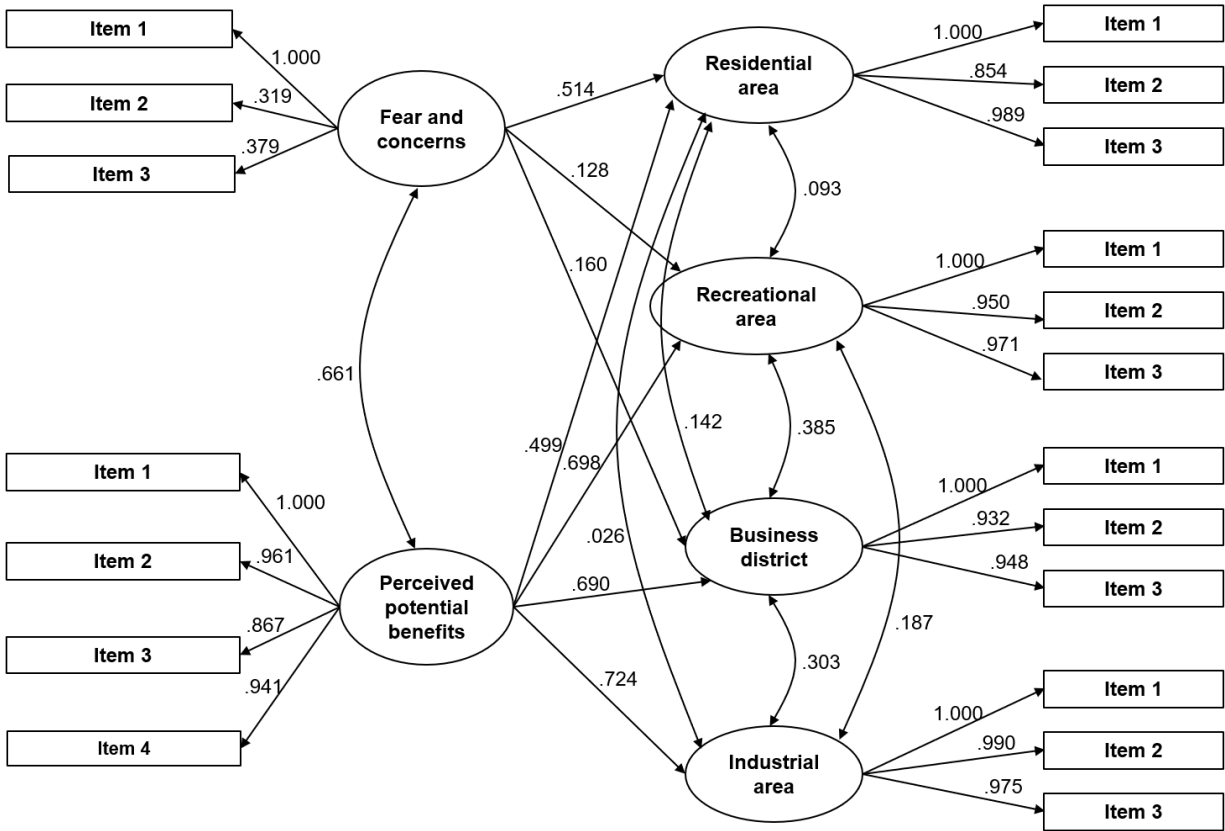 Item 1
1.000
Item 2
.319
Item 3
.379
Fear and
concerns
.661
Item 1
1.000
Item 2
.961
Item 3
.867
Item 4
.941
Perceived
potential
benefits
.514
.128
.160
.499
.698
.690
.724
.026
.142
.093
.385
.303
.187
Residential
area
1.000
Item 1
.854
Item 2
.989
Item 3
Recreational
area
1.000
Item 1
.950
Item 2
.971
Item 3
Business
district
1.000
Item 1
.932
Item 2
.948
Item 3
Industrial
area
1.000
Item 1
.990
Item 2
.975
Item 3